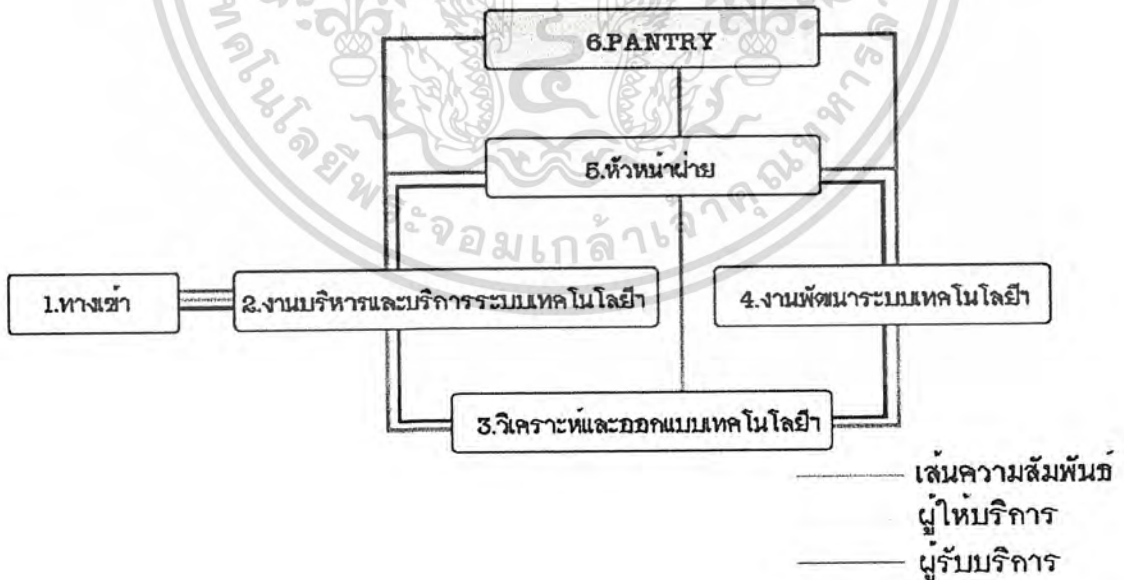 6.PANTRY
5.หัวหน้าฝ่าย
1.ทางเข้า
2.งานบริหารและบริการระบบเทคโนโลยีฯ
4.งานพัฒนาระบบเทคโนโลยีฯ
3.วิเคราะห์และออกแบบเทคโนโลยีฯ
เส้นความสัมพันธ์
ผู้ให้บริการ
ผู้รับบริการ